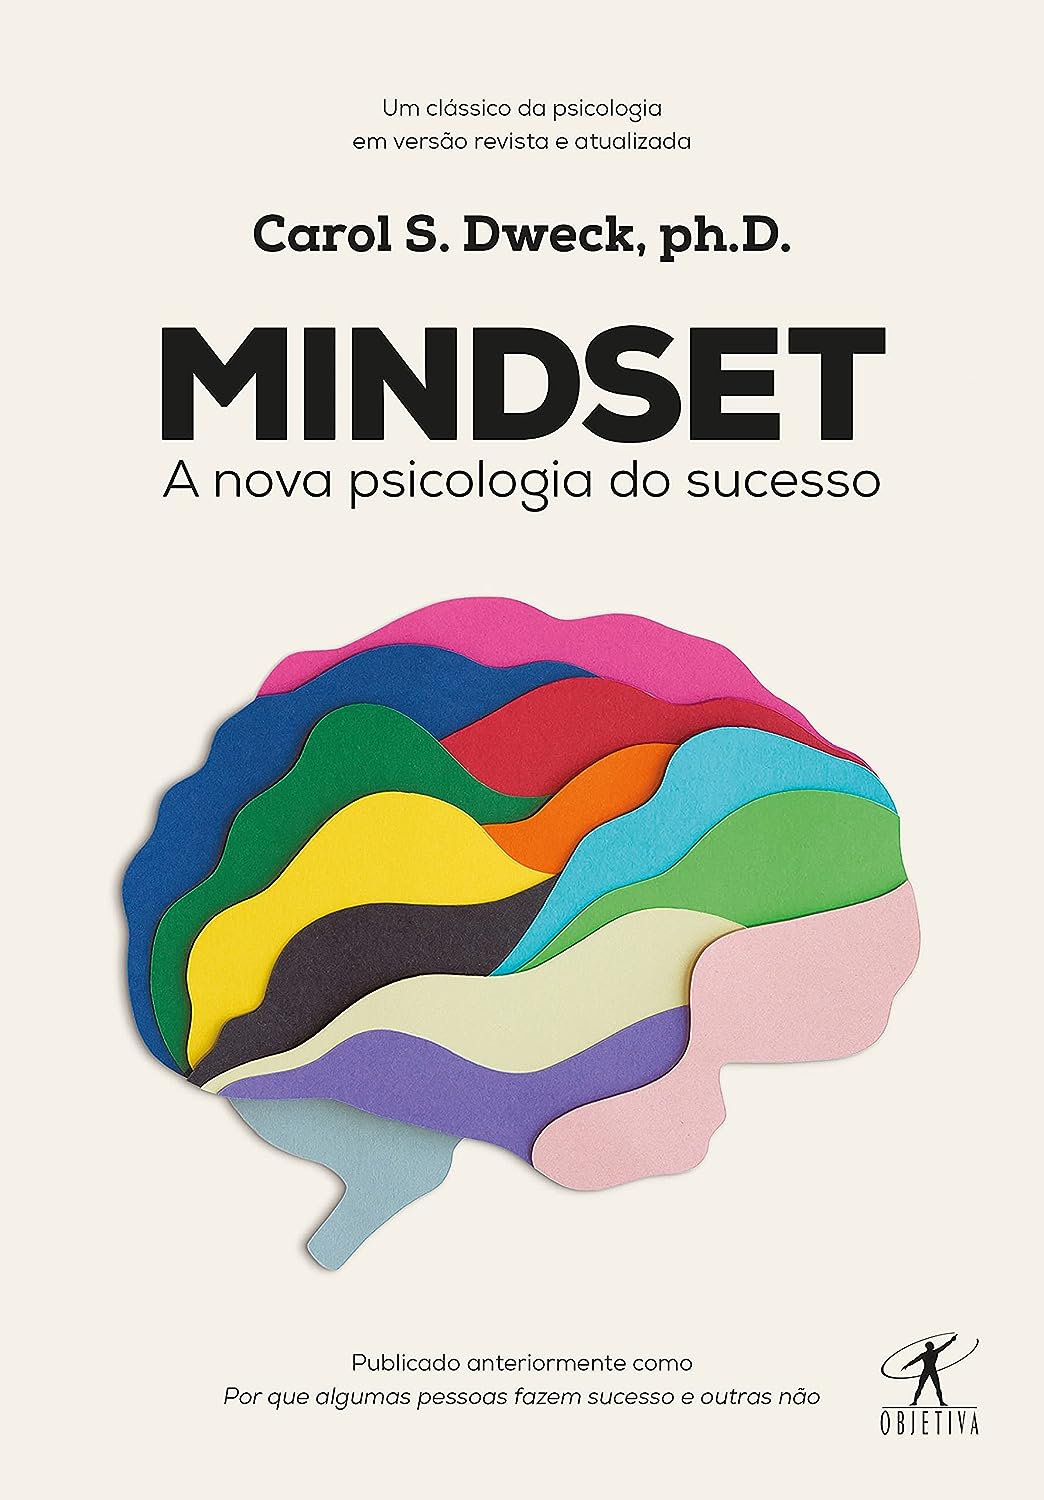 Um clássico da psicologia
em versão revista e atualizada
Carol S. Dweck, ph.D.
MINDSET
A nova psicologia do sucesso
Publicado anteriormente como
Por que algumas pessoas fazem sucesso e outras não
OBJETIVA